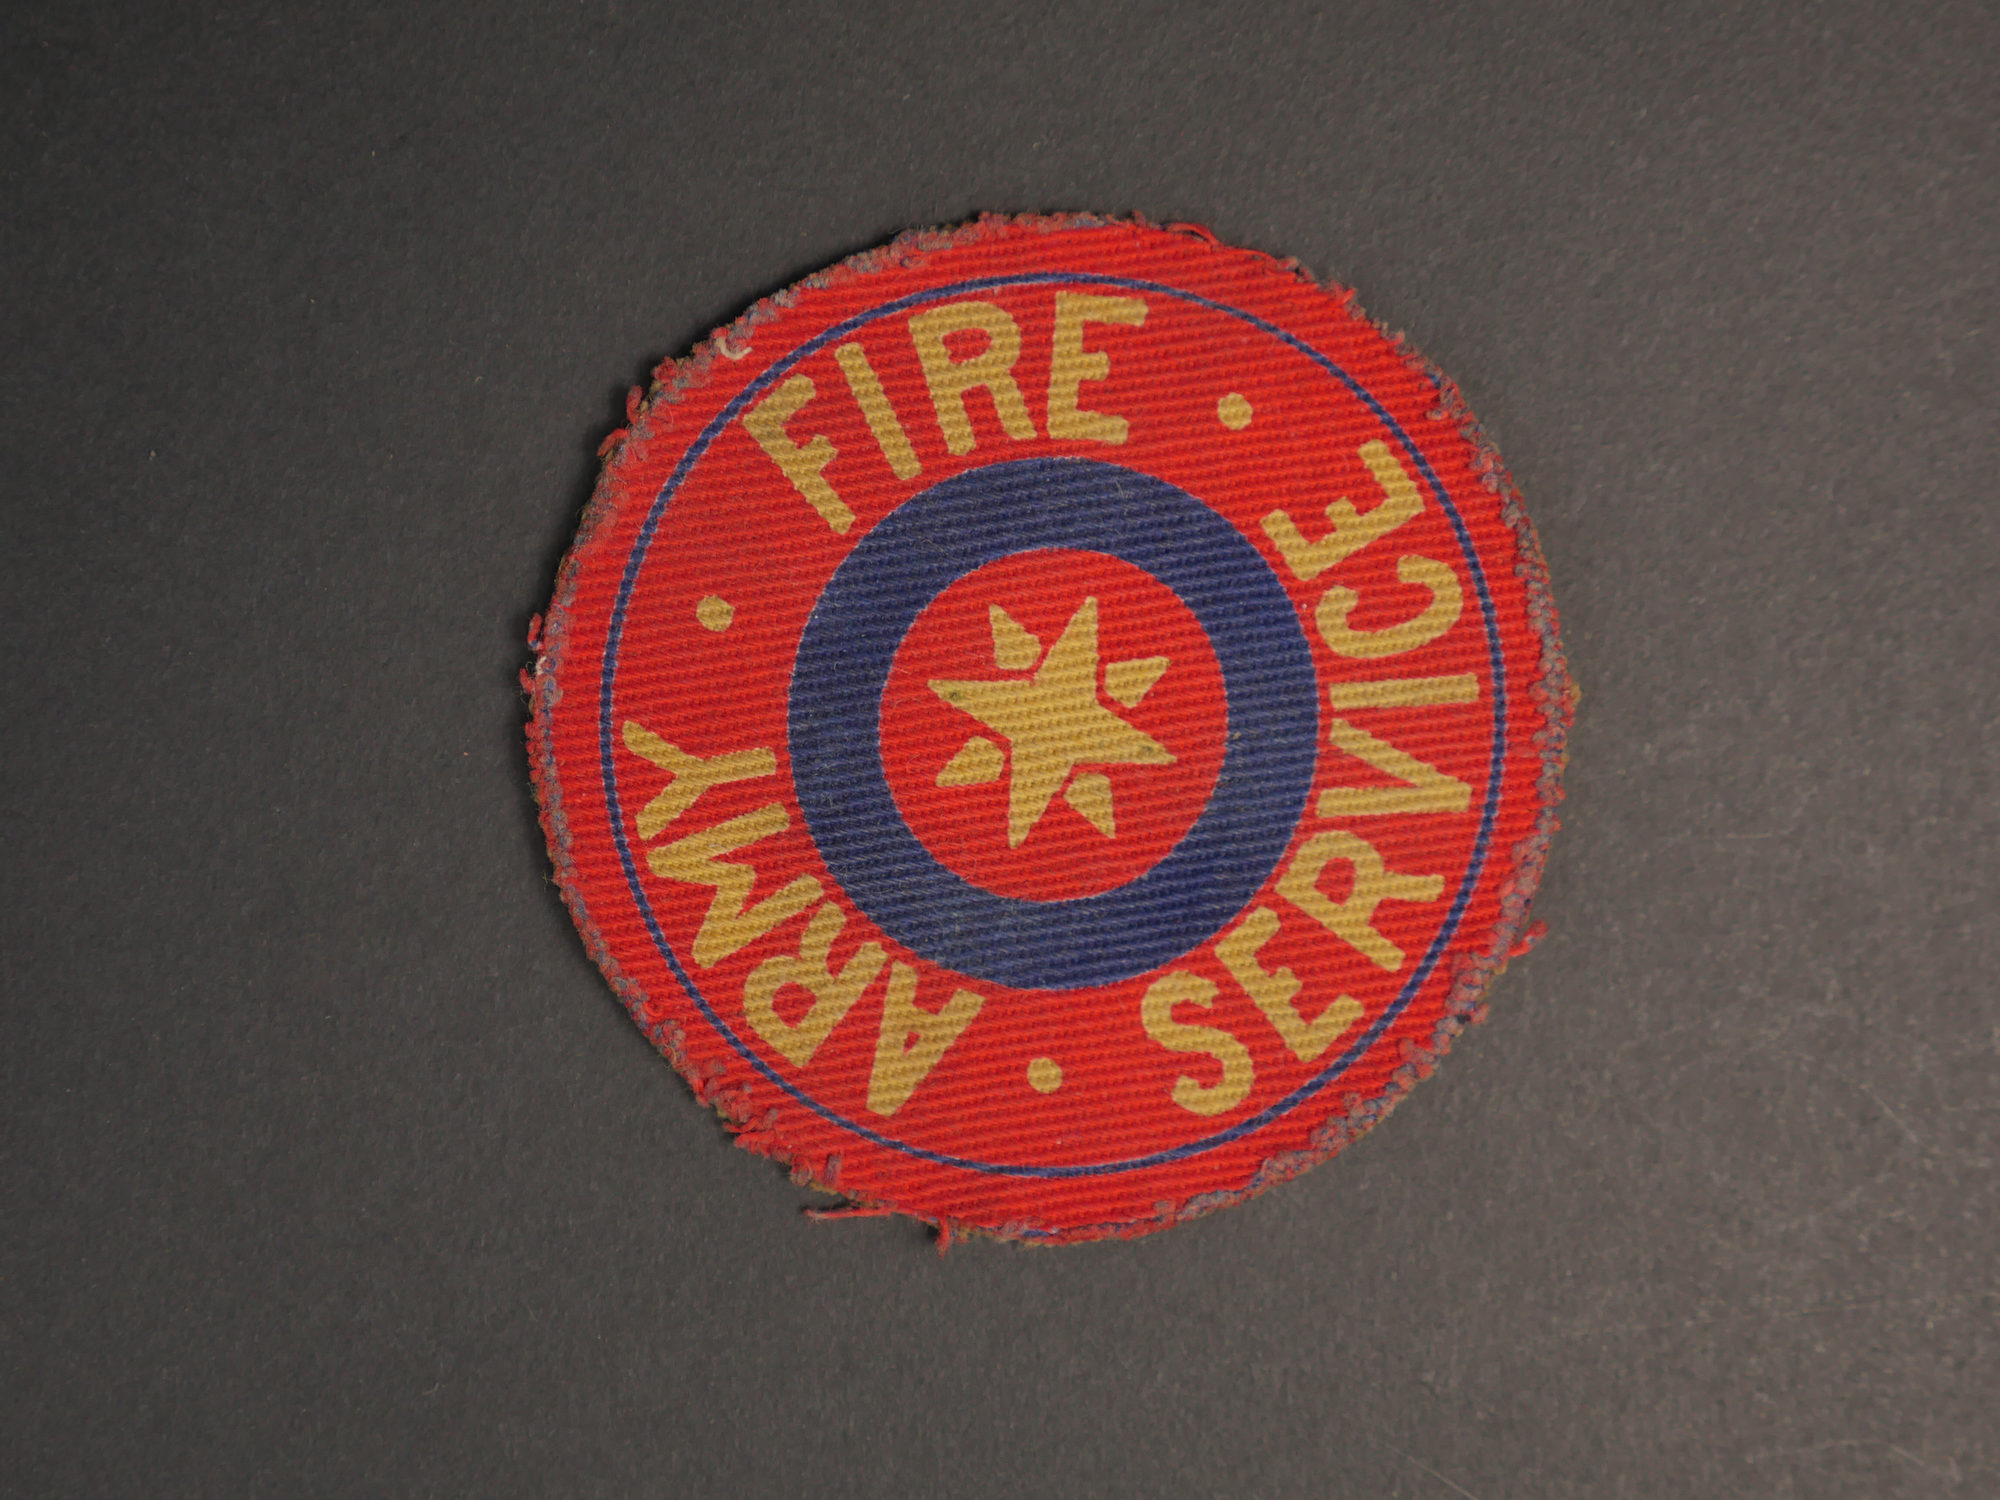 ARMY · FIRE · SERVICE ·